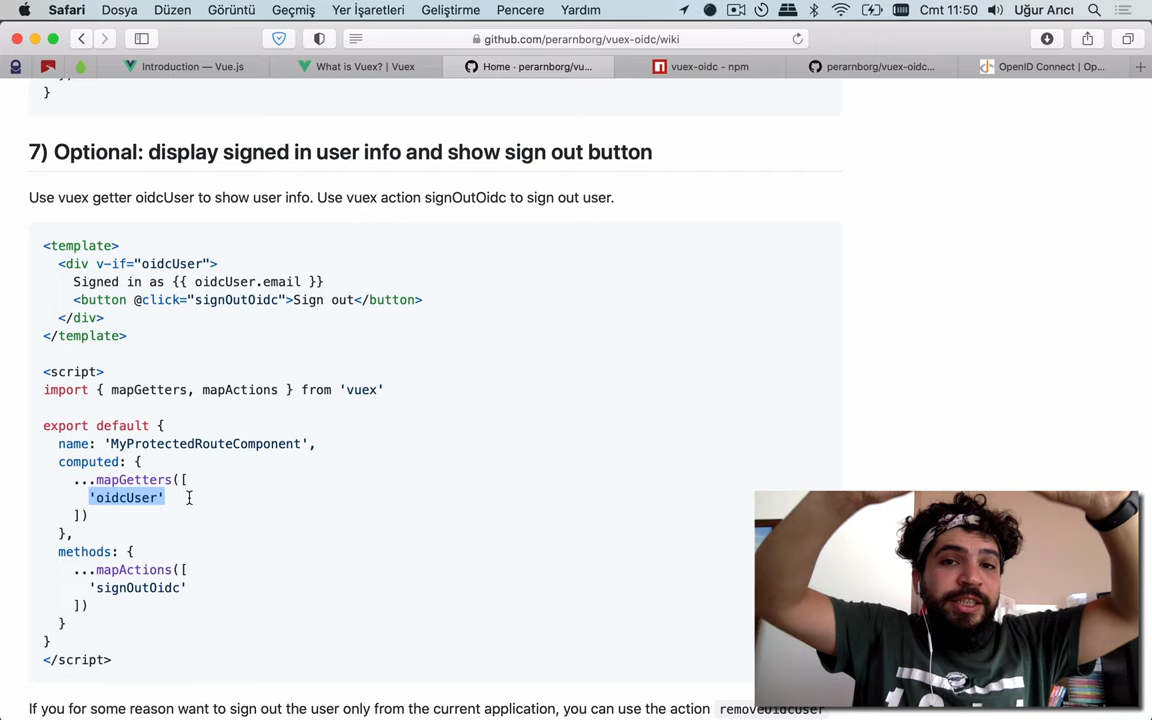 Safari Dosya Düzen Görüntü Geçmiş Yer İşaretleri Geliştirme Pencere Yardım Cmt 11:50 Uğur Arıcı
github.com/perarnborg/vuex-oidc/wiki
Introduction — Vue.js What is Vuex? | Vuex Home · perarnborg/vu... vuex-oidc - npm perarnborg/vuex-oidc... OpenID Connect | Op...
}
7) Optional: display signed in user info and show sign out button
Use vuex getter oidcUser to show user info. Use vuex action signOutOidc to sign out user.
<template>
<div v-if="oidcUser">
Signed in as {{ oidcUser.email }}
<button @click="signOutOidc">Sign out</button>
</div>
</template>
<script>
import { mapGetters, mapActions } from 'vuex'
export default {
name: 'MyProtectedRouteComponent',
computed: {
...mapGetters([
'oidcUser'
])
},
methods: {
...mapActions([
'signOutOidc'
])
}
}
</script>
If you for some reason want to sign out the user only from the current application, you can use the action removeOidcUser